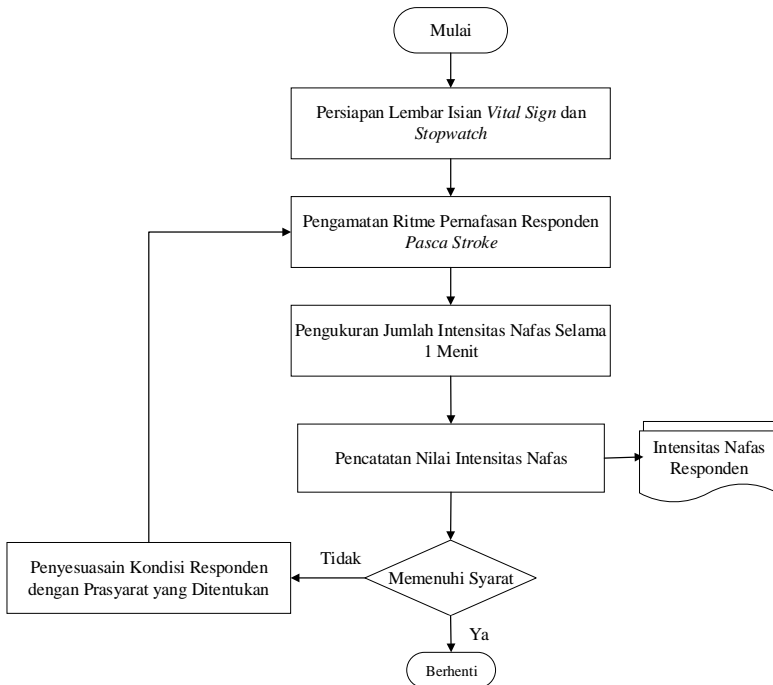 Mulai
Persiapan Lembar Isian Vital Sign dan
Stopwatch
Pengamatan Ritme Pernafasan Responden
Pasca Stroke
Pengukuran Jumlah Intensitas Nafas Selama
1 Menit
Pencatatan Nilai Intensitas Nafas
Intensitas Nafas
Responden
Memenuhi Syarat
Tidak
Penyesuasain Kondisi Responden
dengan Prasyarat yang Ditentukan
Ya
Berhenti